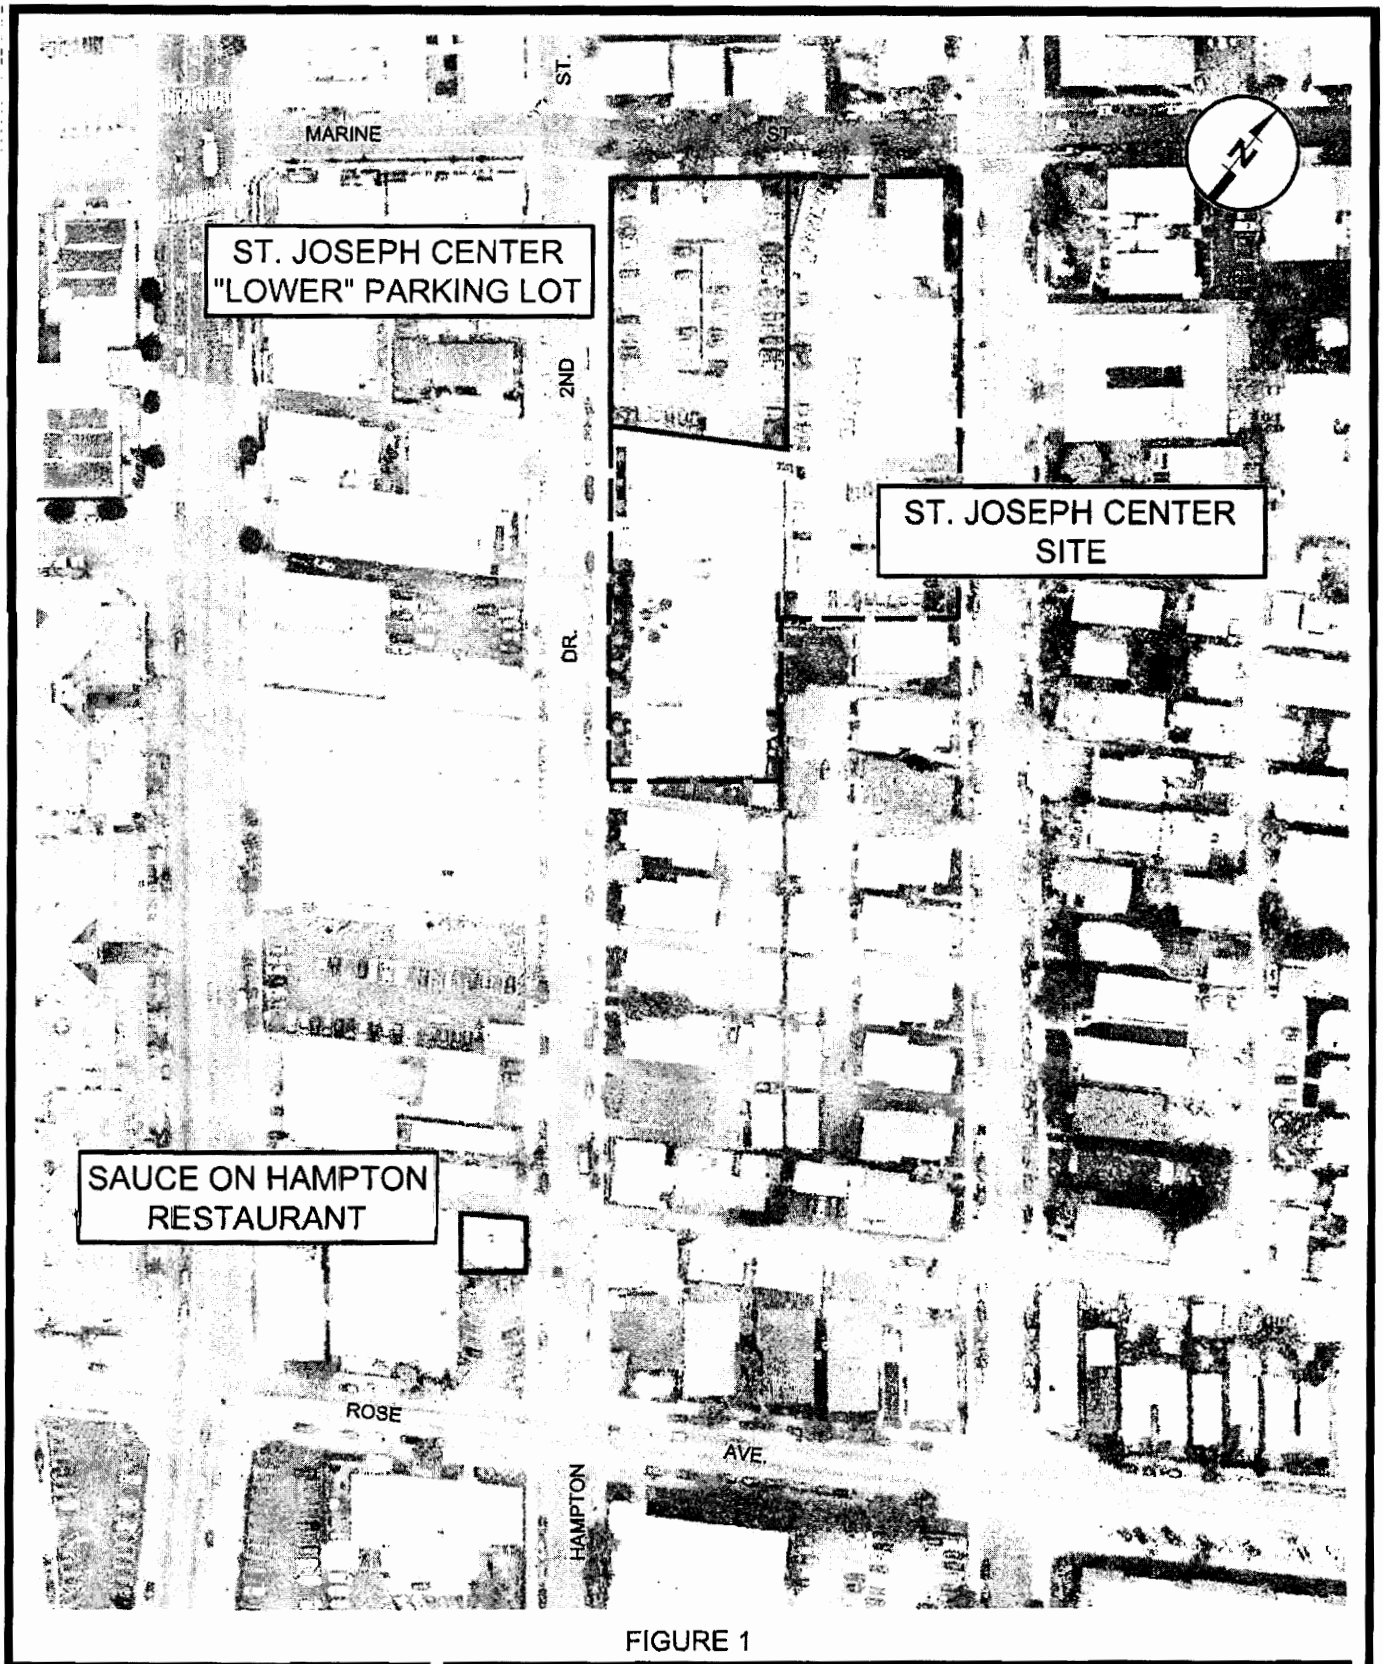 ST.
MARINE
ST.
N
ST. JOSEPH CENTER
"LOWER" PARKING LOT
2ND
ST. JOSEPH CENTER
SITE
DR.
SAUCE ON HAMPTON
RESTAURANT
ROSE
AVE.
HAMPTON
FIGURE 1